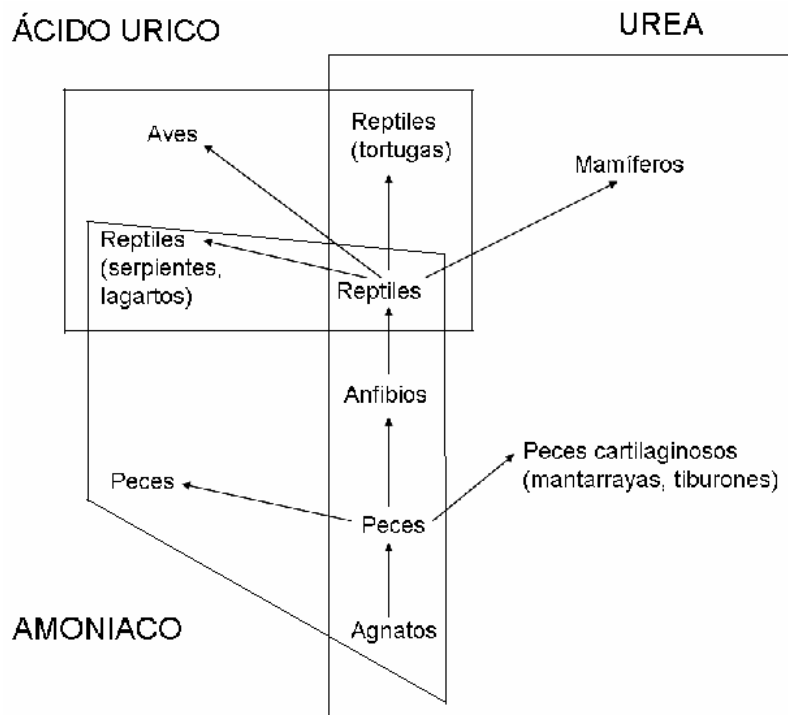 ÁCIDO URICO
UREA
Aves
Reptiles
(tortugas)
Mamíferos
Reptiles
(serpientes,
lagartos)
Reptiles
Anfibios
Peces cartilaginosos
(mantarrayas, tiburones)
Peces
Peces
AMONIACO
Agnatos